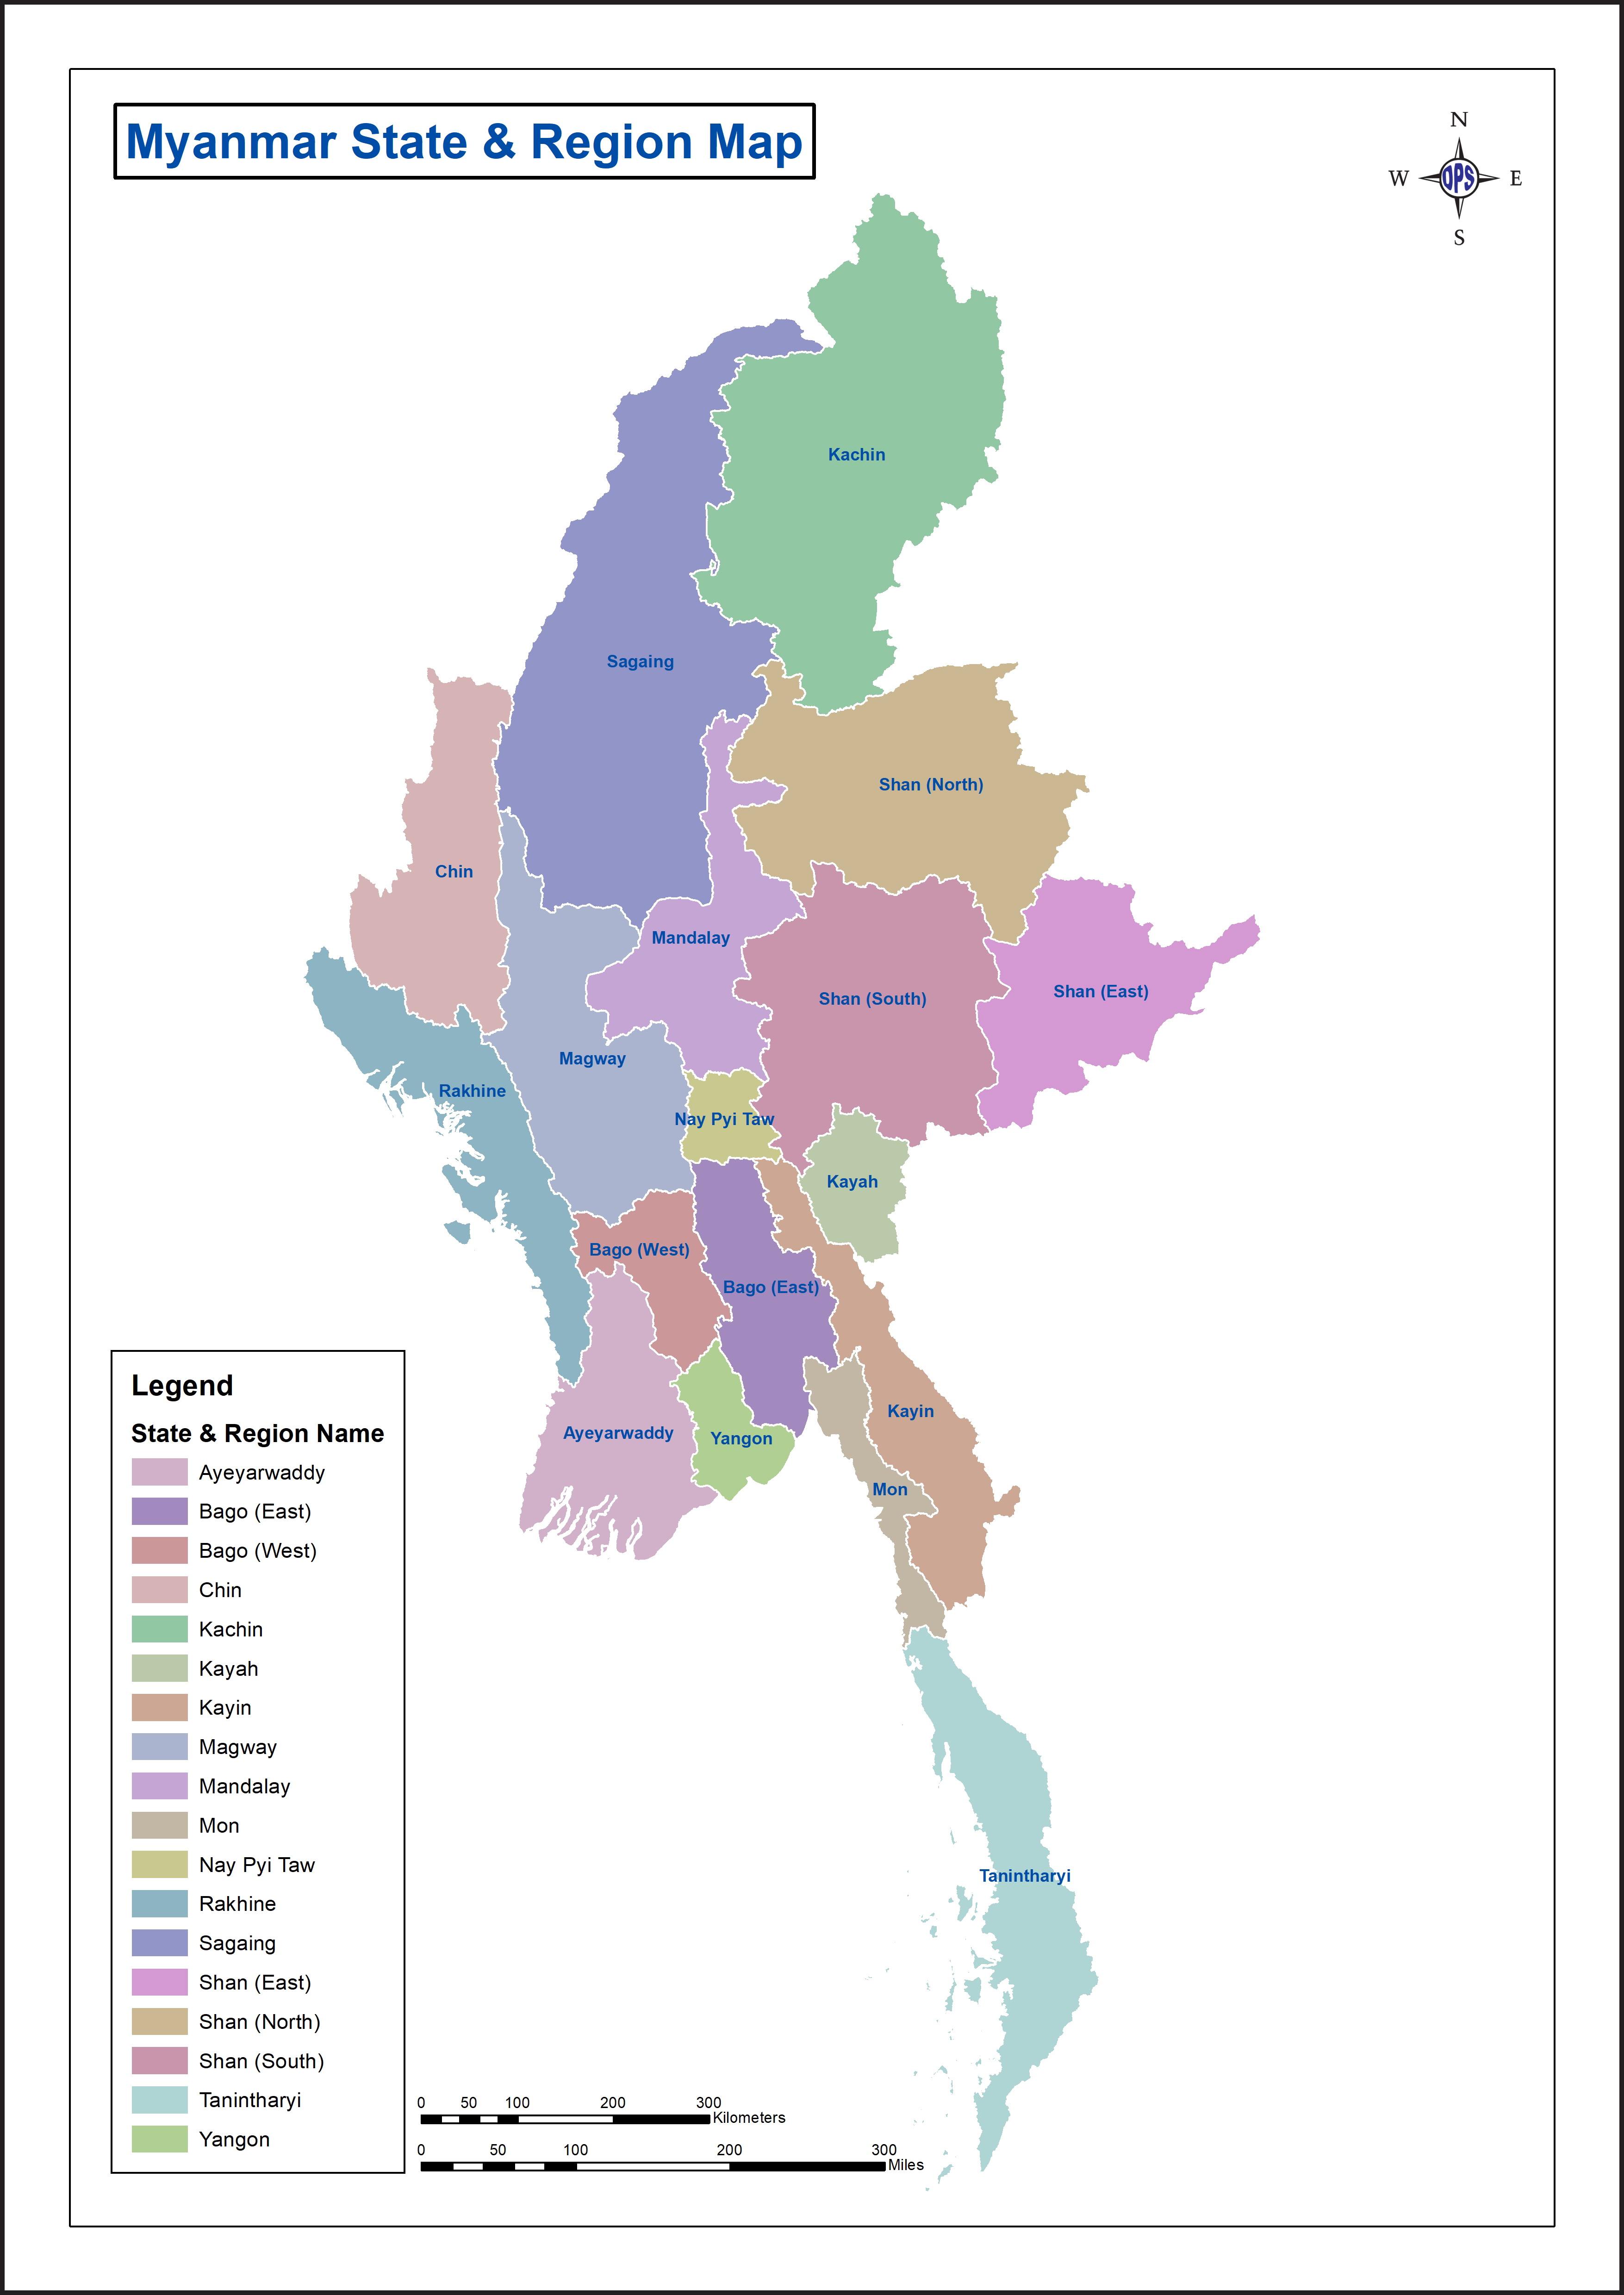 Myanmar State & Region Map
N
W OPS E
S
Kachin
Sagaing
Shan (North)
Chin
Mandalay
Shan (East)
Shan (South)
Magway
Rakhine
Nay Pyi Taw
Kayah
Bago (West)
Bago (East)
Kayin
Ayeyarwaddy
Yangon
Mon
Tanintharyi
Legend
State & Region Name
Ayeyarwaddy
Bago (East)
Bago (West)
Chin
Kachin
Kayah
Kayin
Magway
Mandalay
Mon
Nay Pyi Taw
Rakhine
Sagaing
Shan (East)
Shan (North)
Shan (South)
Tanintharyi
Yangon
0 50 100 200 300
Kilometers
0 50 100 200 300
Miles